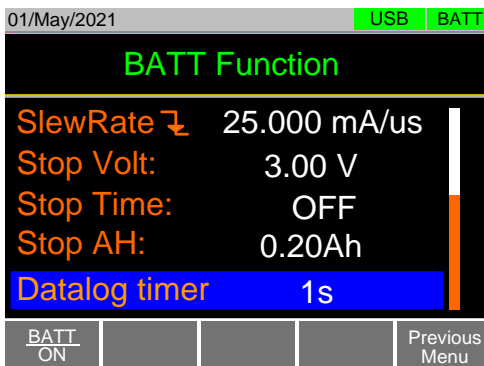 01/May/2021 USB BATT
BATT Function
SlewRate 25.000 mA/us
Stop Volt: 3.00 V
Stop Time: OFF
Stop AH: 0.20Ah
Datalog timer 1s
BATT Previous
ON Menu